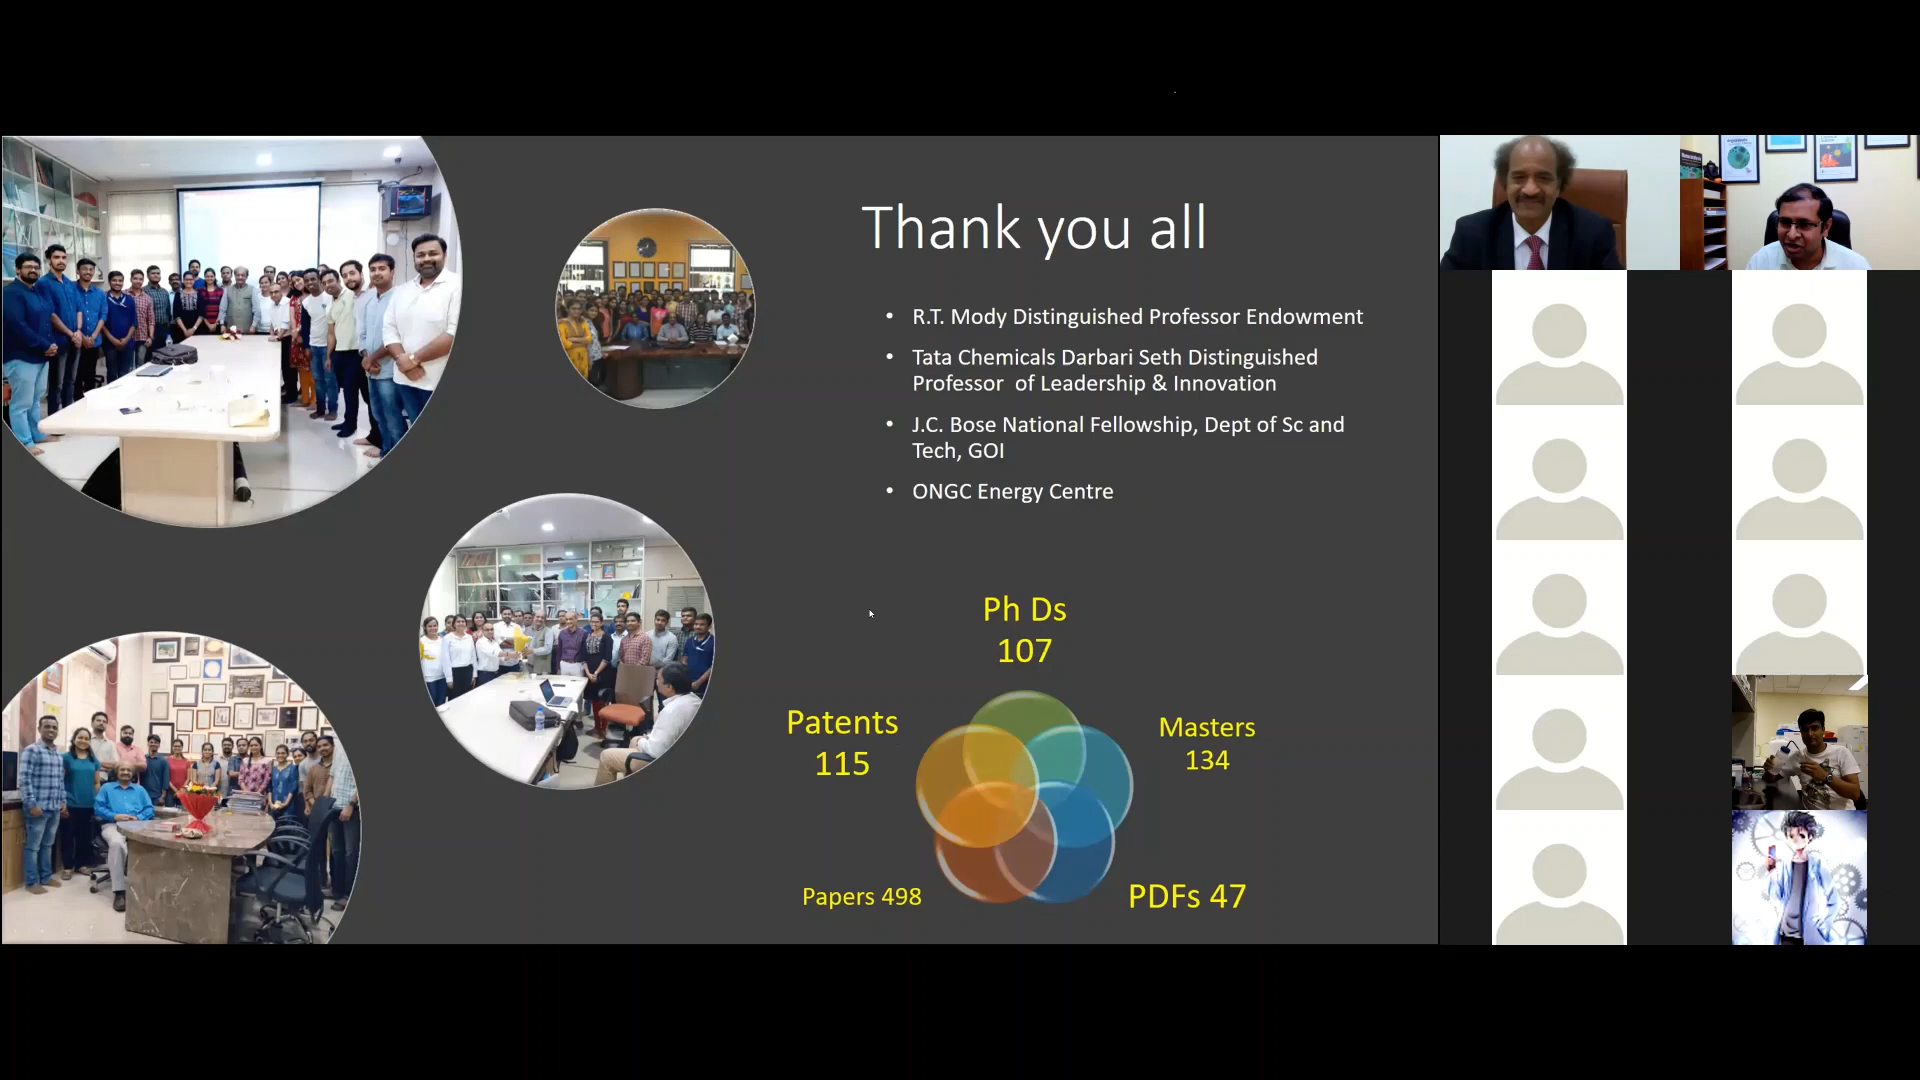 Thank you all
• R.T. Mody Distinguished Professor Endowment
• Tata Chemicals Darbari Seth Distinguished
Professor of Leadership & Innovation
• J.C. Bose National Fellowship, Dept of Sc and
Tech, GOI
• ONGC Energy Centre
Ph Ds
107
Patents
115
Masters
134
Papers 498
PDFs 47